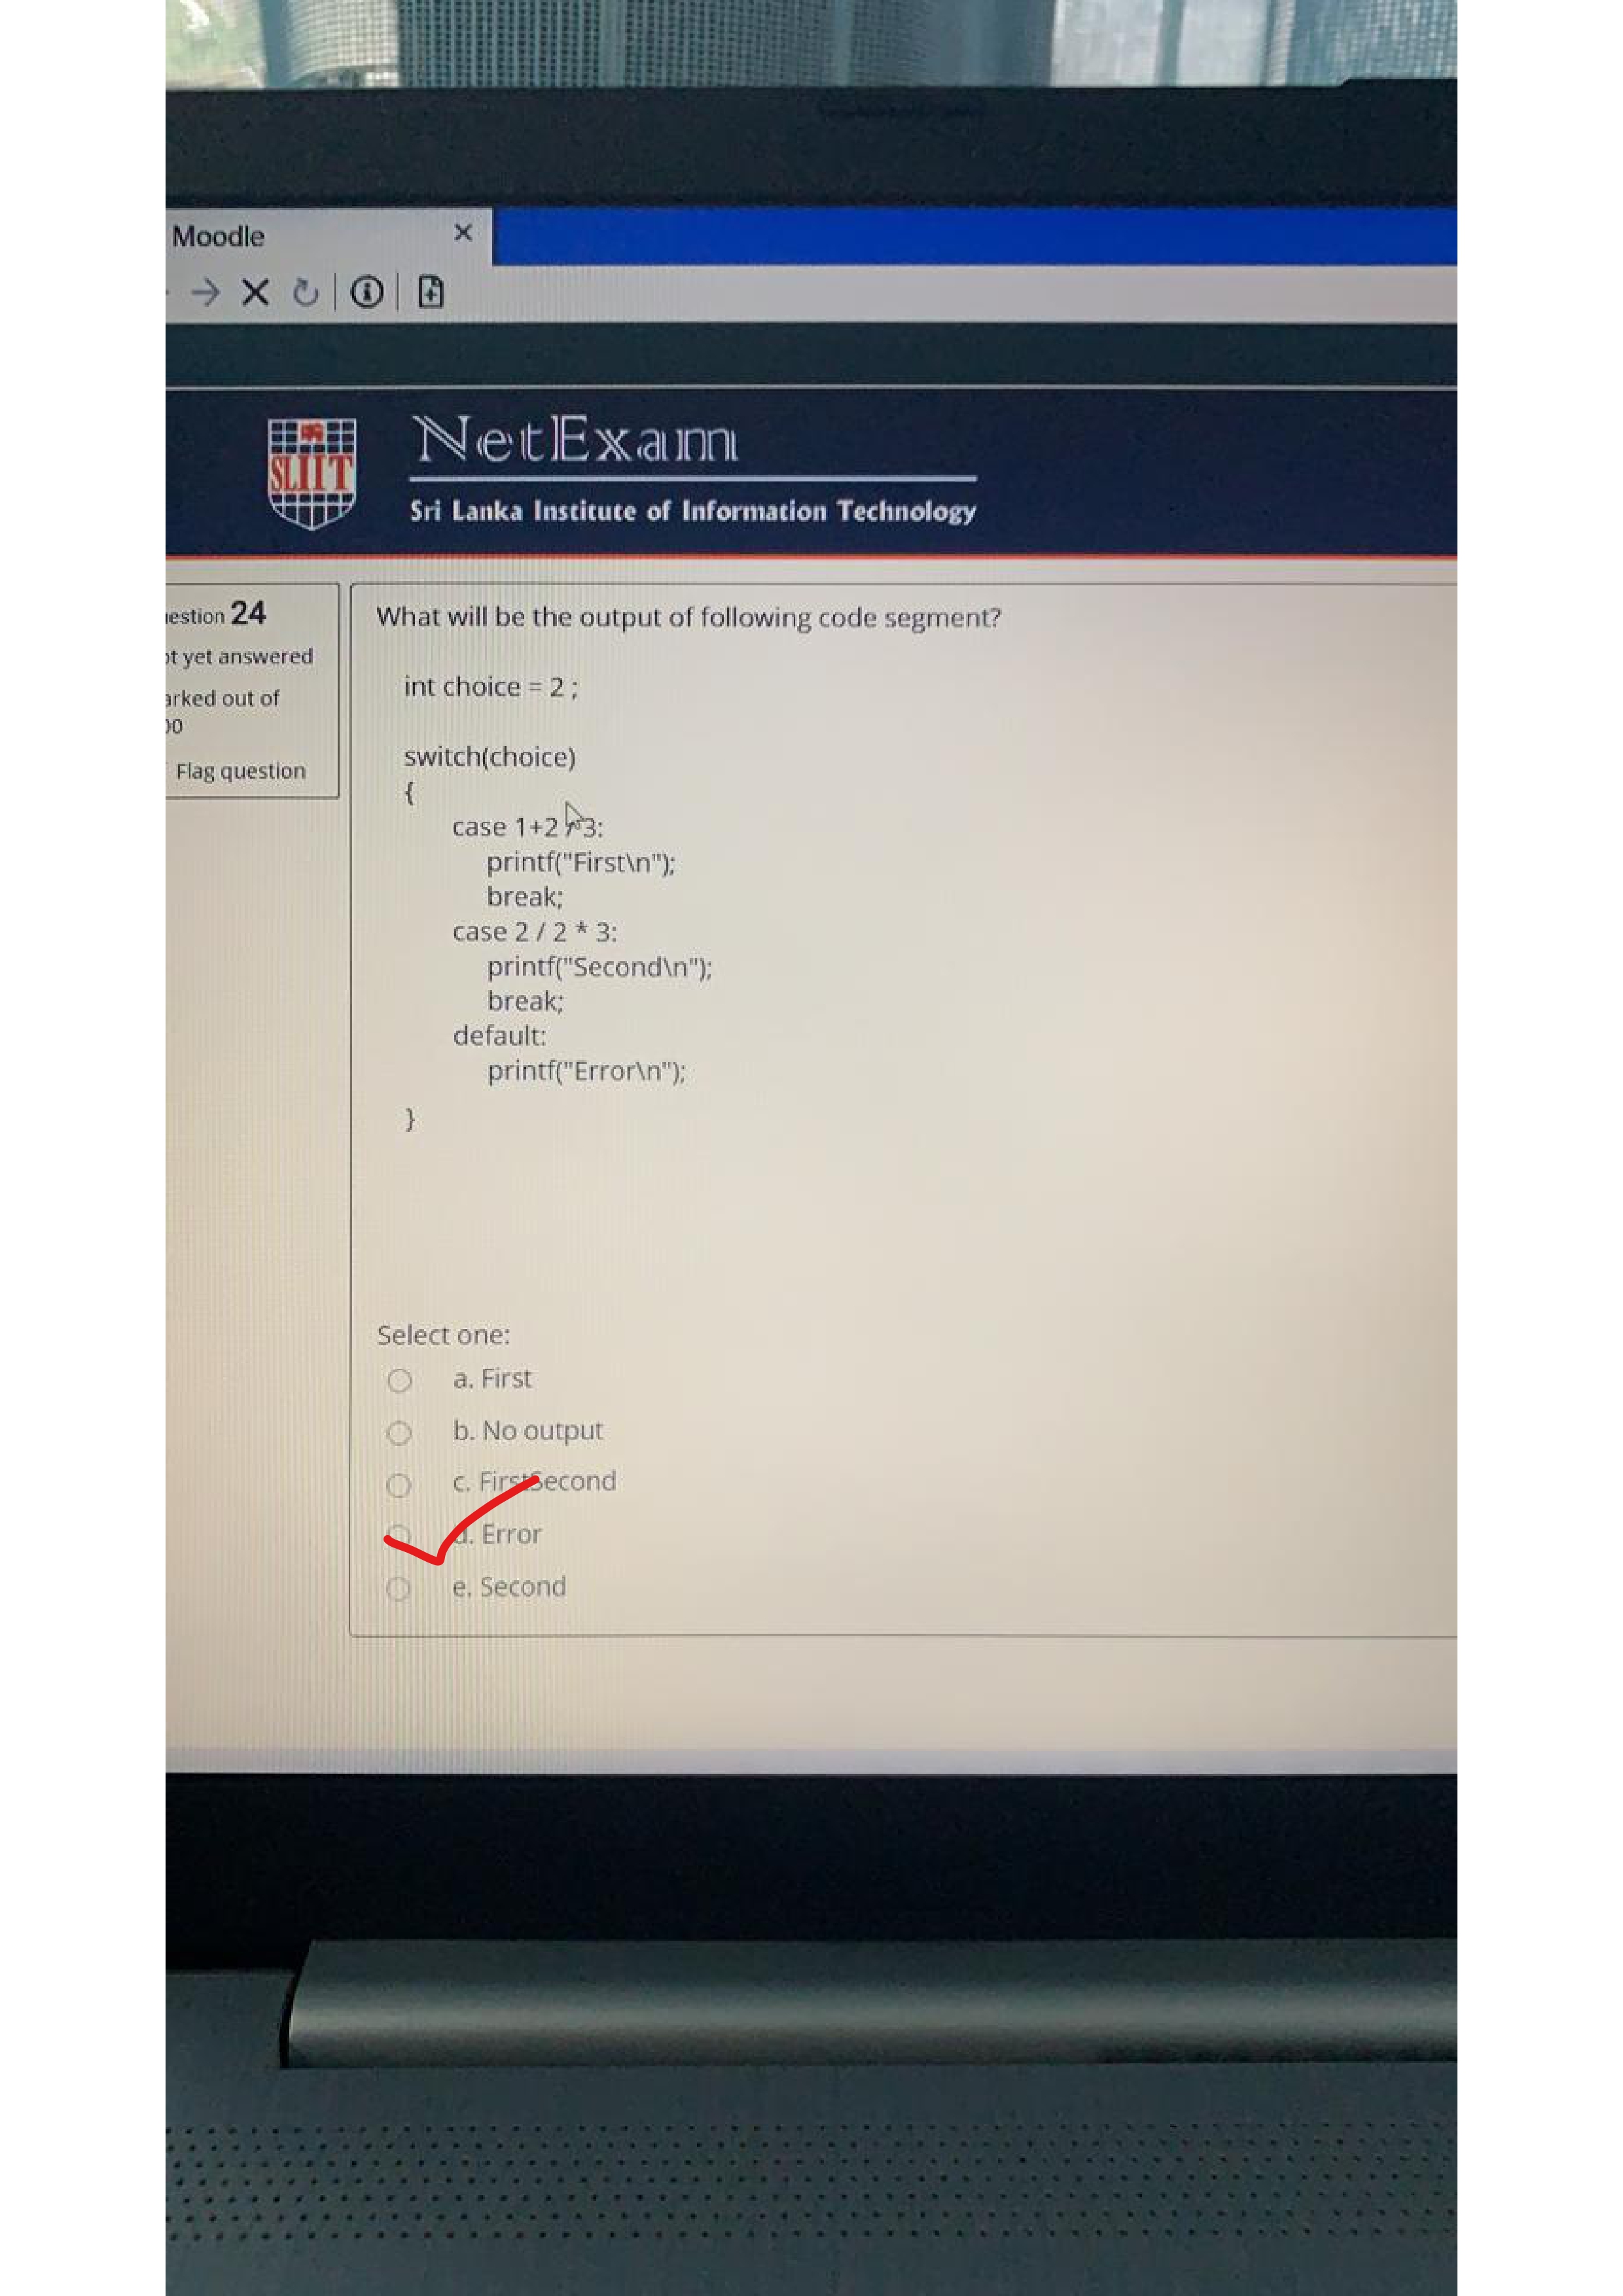 Moodle
NetExam
SLIIT
Sri Lanka Institute of Information Technology
estion 24
t yet answered
arked out of
00
Flag question
What will be the output of following code segment?
int choice = 2 ;
switch(choice)
{
case 1+2 3:
printf("First\n");
break;
case 2 / 2 * 3:
printf("Second\n");
break;
default:
printf("Error\n");
}
Select one:
a. First
b. No output
c. FirstSecond
d. Error
e. Second